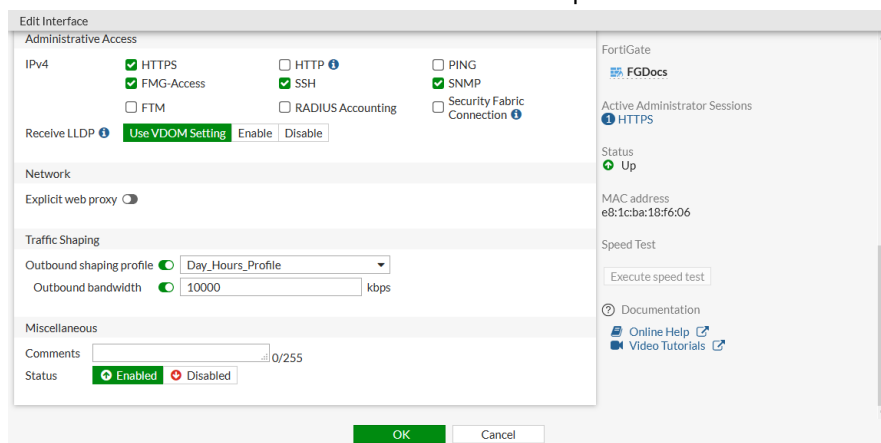 Edit Interface
Administrative Access
IPv4
HTTPS
HTTP
PING
FMG-Access
SSH
SNMP
FTM
RADIUS Accounting
Security Fabric
Connection
Receive LLDP
Use VDOM Setting Enable Disable
Network
Explicit web proxy
Traffic Shaping
Outbound shaping profile Day_Hours_Profile
Outbound bandwidth 10000 kbps
Miscellaneous
Comments 0/255
Status Enabled Disabled
OK Cancel
FortiGate
FGDocs
Active Administrator Sessions
1 HTTPS
Status
Up
MAC address
e8:1c:ba:18:f6:06
Speed Test
Execute speed test
Documentation
Online Help
Video Tutorials